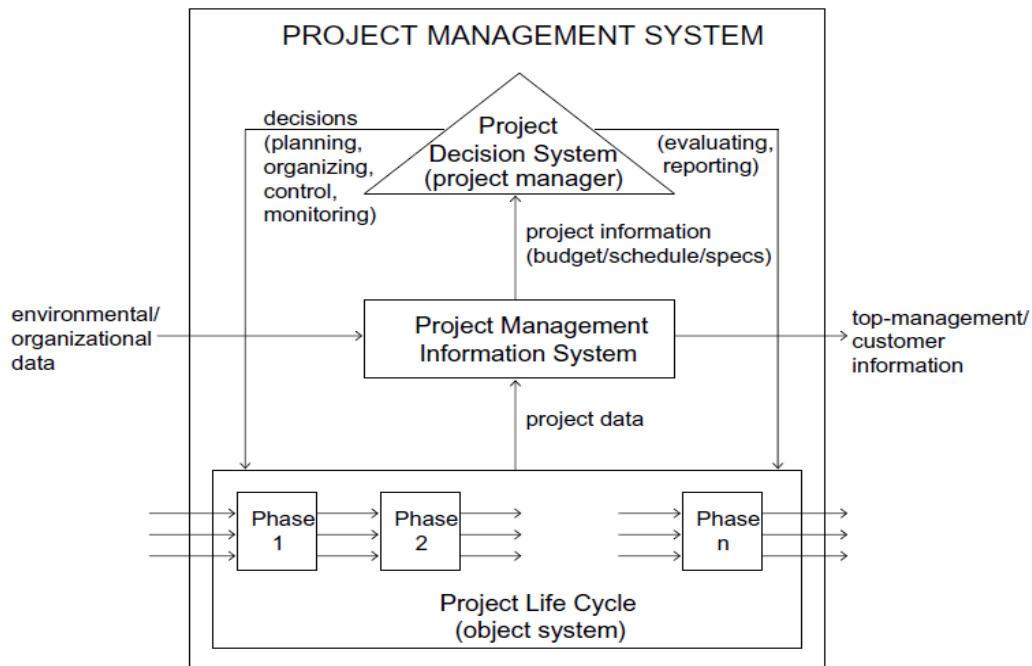 PROJECT MANAGEMENT SYSTEM
decisions
(planning,
organizing,
control,
monitoring)
Project
Decision System
(project manager)
(evaluating,
reporting)
project information
(budget/schedule/specs)
environmental/
organizational
data
Project Management
Information System
top-management/
customer
information
project data
Phase
1
Phase
2
Phase
n
Project Life Cycle
(object system)